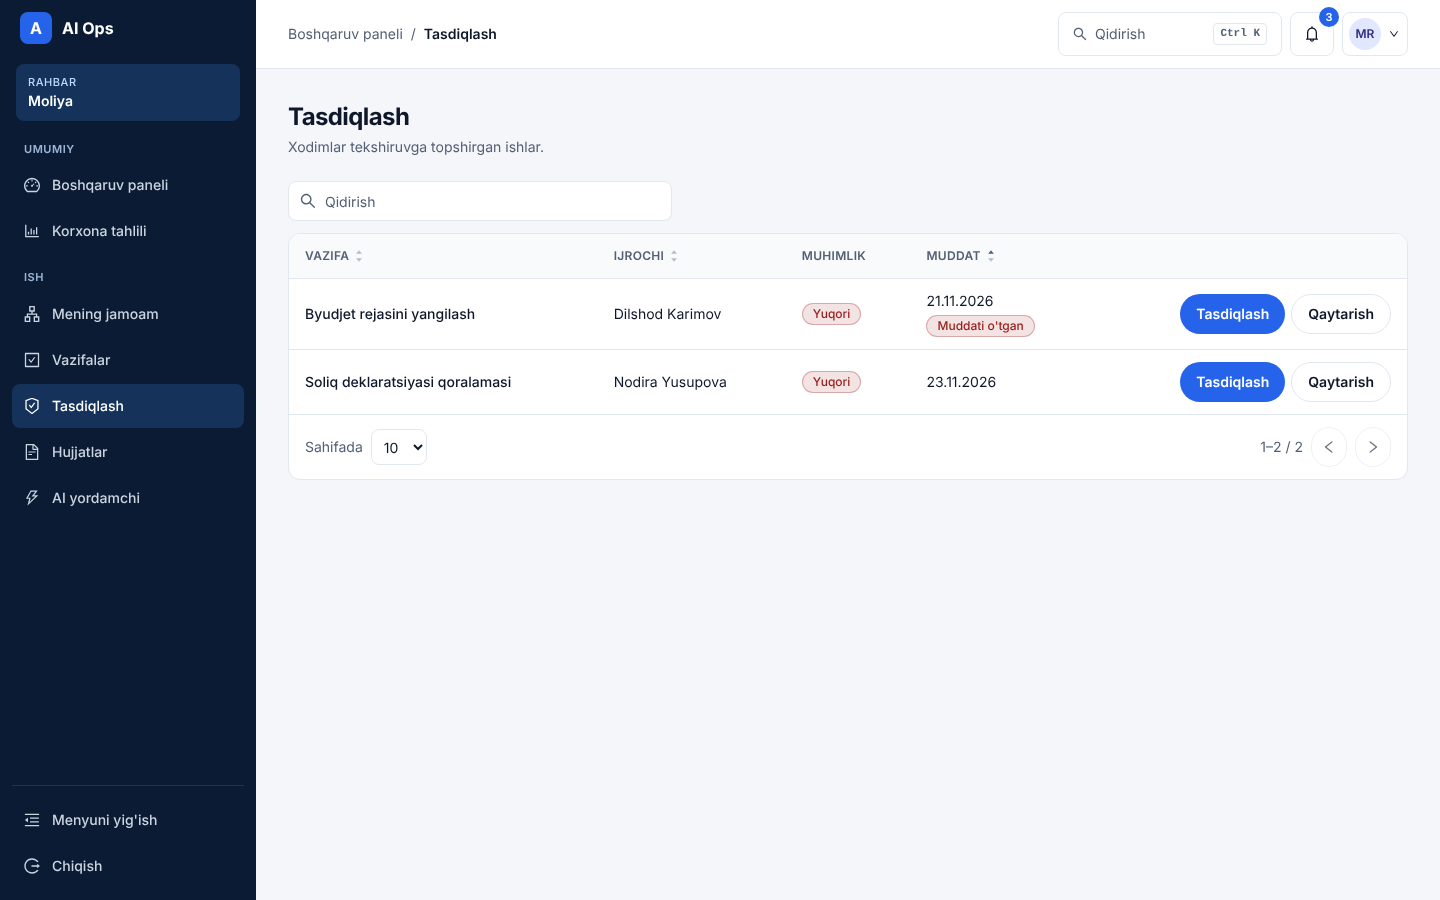 A AI Ops
Boshqaruv paneli / Tasdiqlash
Qidirish Ctrl K
3
MR
RAHBAR
Moliya
UMUMIY
Boshqaruv paneli
Korxona tahlili
ISH
Mening jamoam
Vazifalar
Tasdiqlash
Hujjatlar
AI yordamchi
Menyuni yig'ish
Chiqish
Tasdiqlash
Xodimlar tekshiruvga topshirgan ishlar.
Qidirish
VAZIFA IJROCHI MUHIMLIK MUDDAT
Byudjet rejasini yangilash Dilshod Karimov Yuqori 21.11.2026 Muddati o'tgan Tasdiqlash Qaytarish
Soliq deklaratsiyasi qoralamasi Nodira Yusupova Yuqori 23.11.2026 Tasdiqlash Qaytarish
Sahifada 10 1–2 / 2